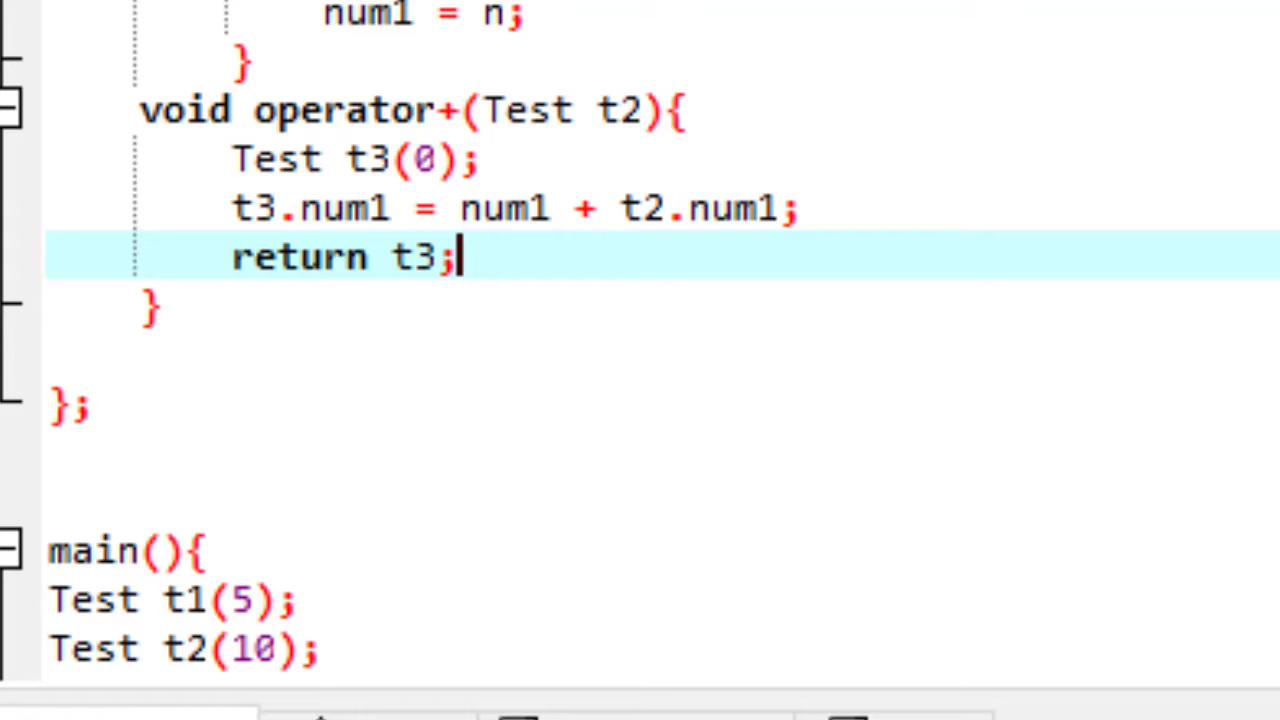 num1 = n;
}
void operator+(Test t2){
Test t3(0);
t3.num1 = num1 + t2.num1;
return t3;
}
};
main(){
Test t1(5);
Test t2(10);